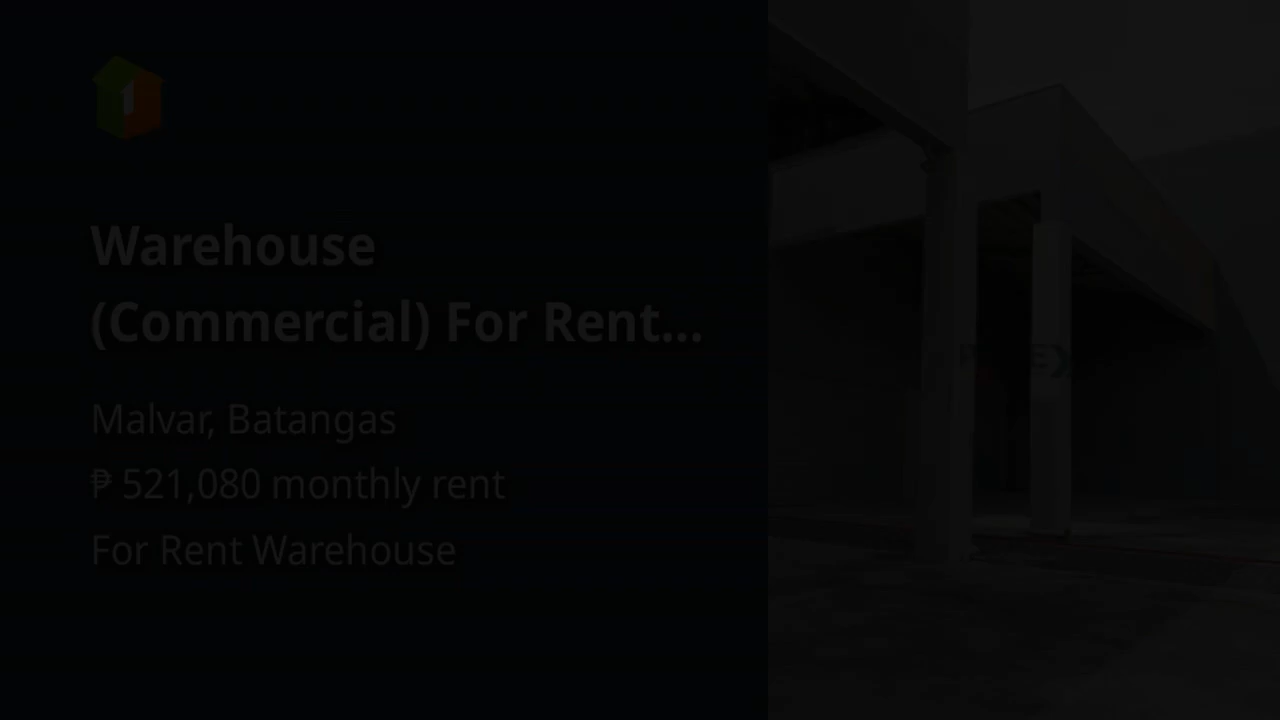 Warehouse
(Commercial) For Rent...
Malvar, Batangas
₱ 521,080 monthly rent
For Rent Warehouse